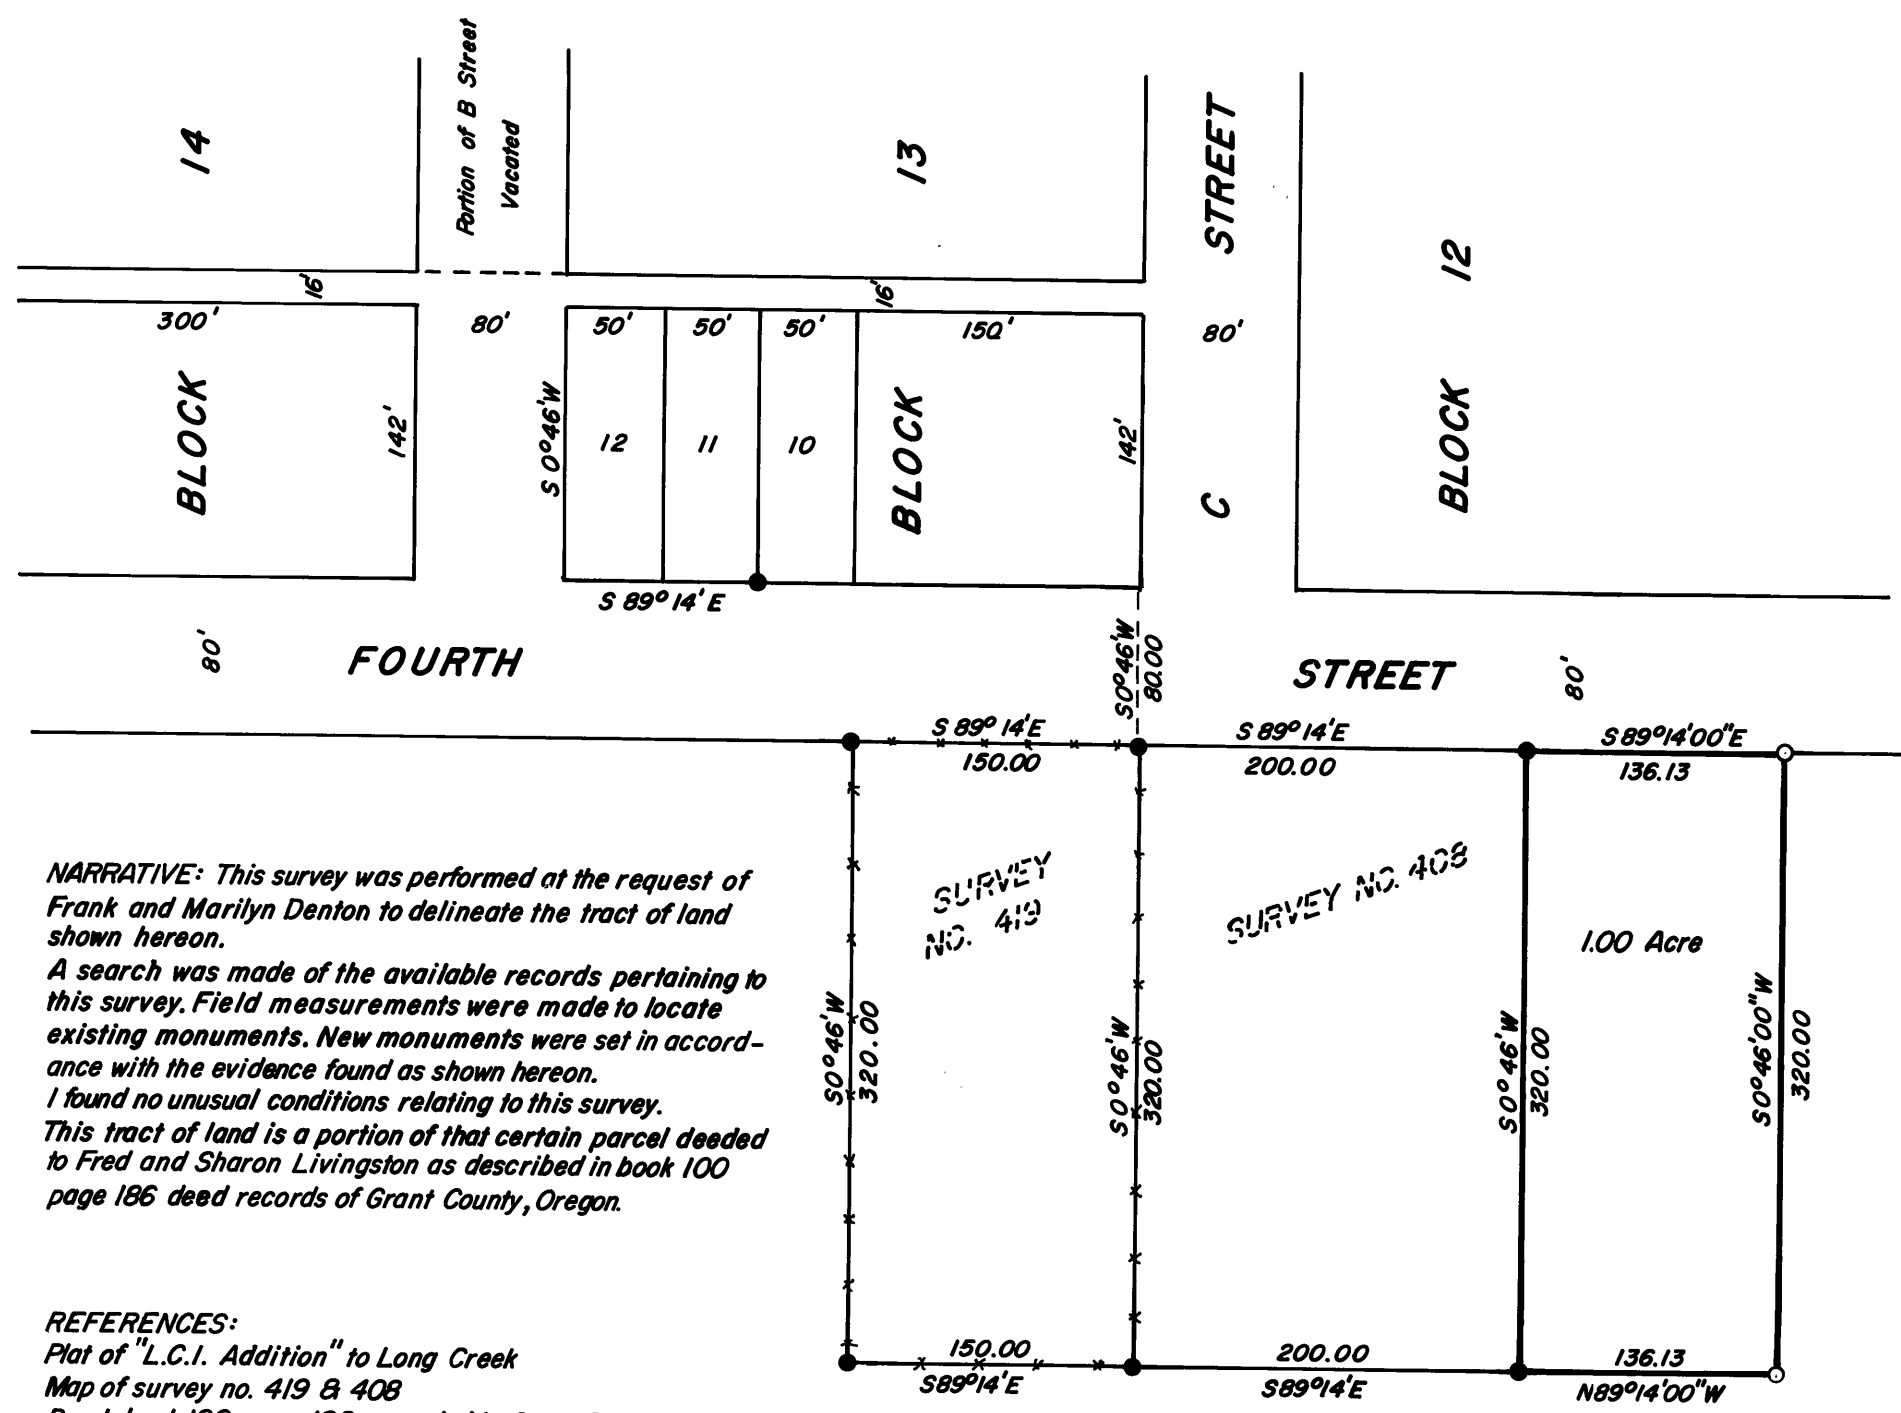 14
Portion of B Street
Vacated
13
STREET
12
16'
16'
300'
80'
50'
50'
50'
150'
80'
BLOCK
142'
S 0°46'W
12
11
10
BLOCK
142'
C
BLOCK
S 89°14'E
80'
FOURTH
S0°46'W
80.00
STREET
80'
S 89°14'E
150.00
S 89°14'E
200.00
S89°14'00"E
136.13
SURVEY
NO. 419
SURVEY NO. 408
1.00 Acre
NARRATIVE: This survey was performed at the request of
Frank and Marilyn Denton to delineate the tract of land
shown hereon.
A search was made of the available records pertaining to
this survey. Field measurements were made to locate
existing monuments. New monuments were set in accord-
ance with the evidence found as shown hereon.
I found no unusual conditions relating to this survey.
This tract of land is a portion of that certain parcel deeded
to Fred and Sharon Livingston as described in book 100
page 186 deed records of Grant County, Oregon.
S0°46'W
320.00
S0°46'W
320.00
S0°46'W
320.00
S0°46'00"W
320.00
REFERENCES:
Plat of "L.C.I. Addition" to Long Creek
Map of survey no. 419 & 408
150.00
S89°14'E
200.00
S89°14'E
136.13
N89°14'00"W